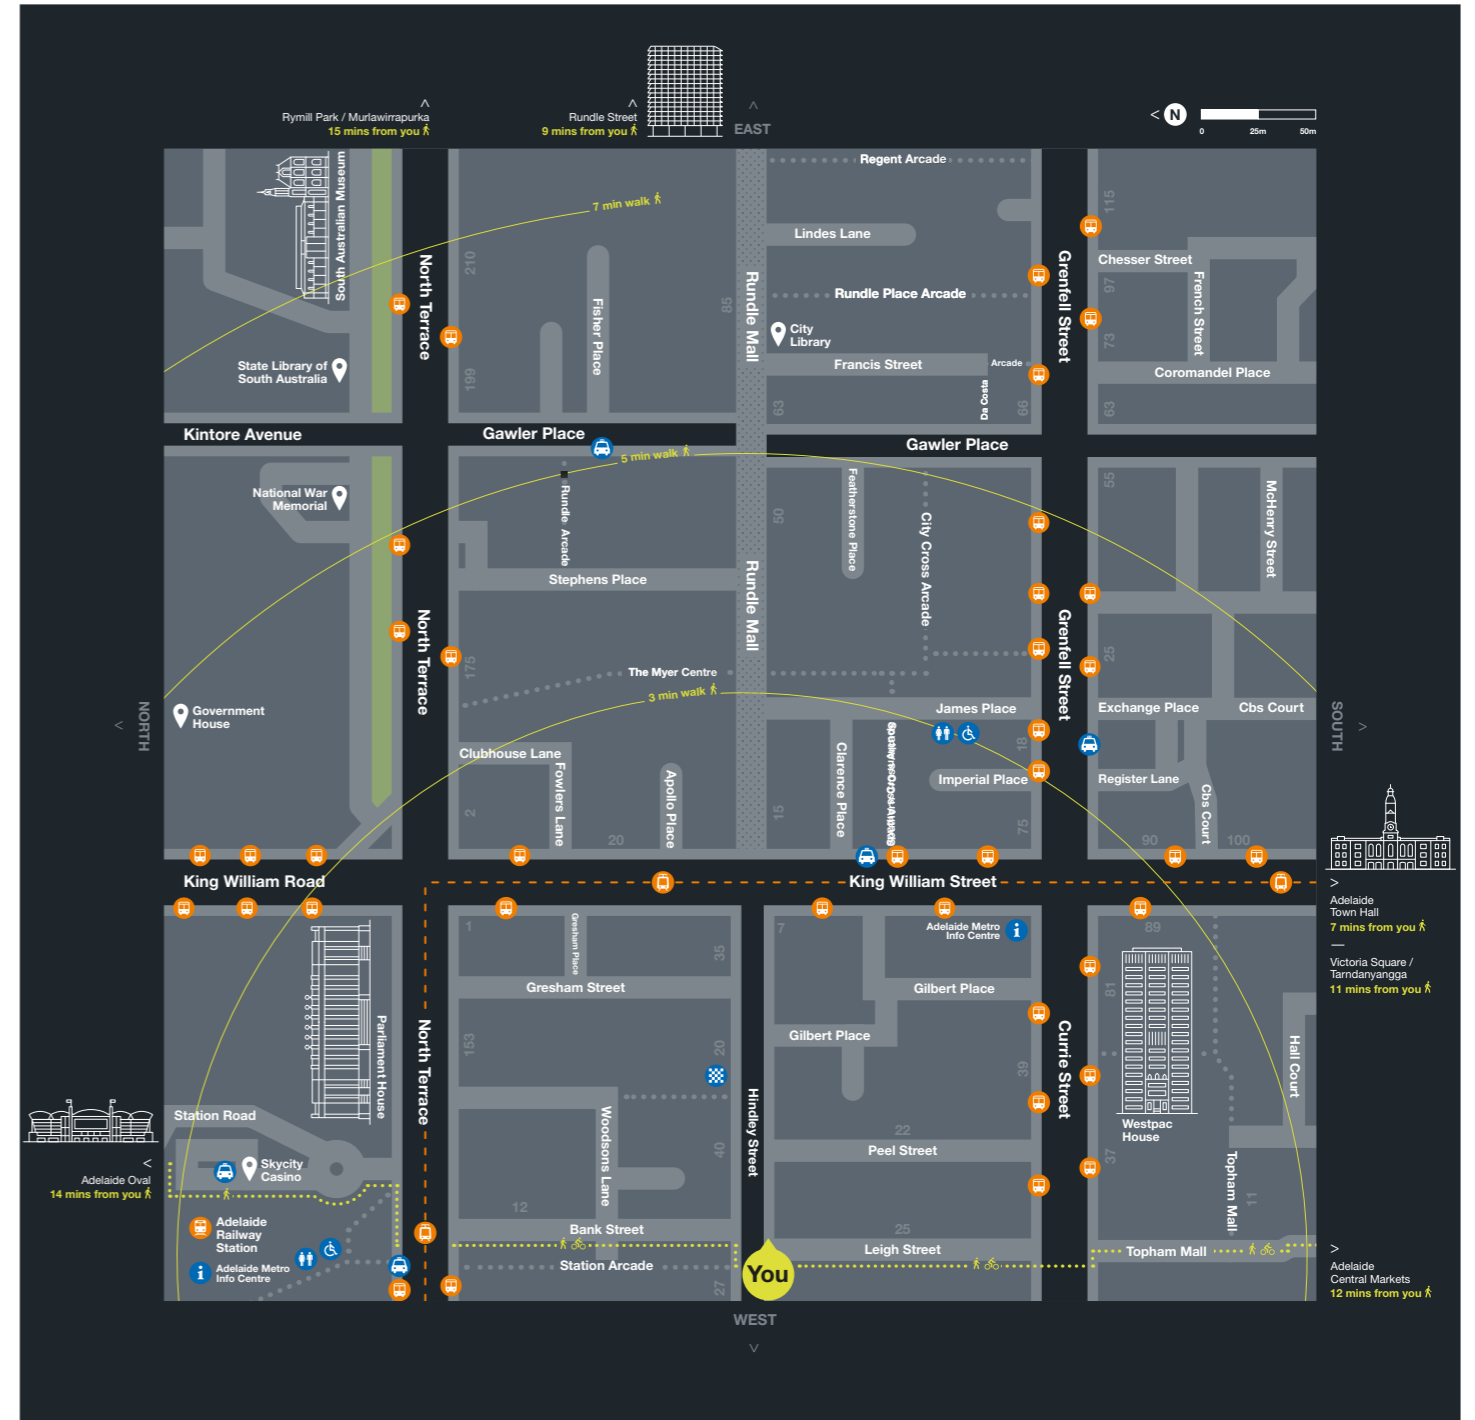 Rymill Park / Murlawirrapurka
15 mins from you
Rundle Street
9 mins from you
EAST
N
0 25m 50m
South Australian Museum
7 min walk
Regent Arcade
115
Lindes Lane
North Terrace
210
Fisher Place
85
Rundle Mall
Rundle Place Arcade
Grenfell Street
Chesser Street
97
French Street
City
Library
73
State Library of
South Australia
199
Francis Street
Arcade
Coromandel Place
63
Da Costa
66
63
Kintore Avenue
Gawler Place
Gawler Place
5 min walk
National War
Memorial
175
Rundle Arcade
50
Featherstone Place
City Cross Arcade
55
McHenry Street
Stephens Place
Rundle Mall
North Terrace
Grenfell Street
175
25
The Myer Centre
3 min walk
NORTH
Government
House
James Place
Exchange Place
Cbs Court
SOUTH
Clubhouse Lane
Fowlers Lane
Apollo Place
Clarence Place
18
Imperial Place
Register Lane
Cbs Court
2
20
15
75
90
100
King William Road
King William Street
Adelaide
Town Hall
7 mins from you
Victoria Square /
Tarndanyangga
11 mins from you
1
Gresham Place
35
7
Adelaide Metro
Info Centre
i
89
Gresham Street
Gilbert Place
81
Parliament House
North Terrace
153
20
Gilbert Place
39
Currie Street
Hall Court
Station Road
Woodsons Lane
Hindley Street
22
Westpac
House
40
Peel Street
37
Topham Mall
Skycity
Casino
Adelaide Oval
14 mins from you
12
11
Adelaide
Railway
Station
Bank Street
25
Leigh Street
Topham Mall
i
Adelaide Metro
Info Centre
Station Arcade
27
You
Adelaide
Central Markets
12 mins from you
WEST